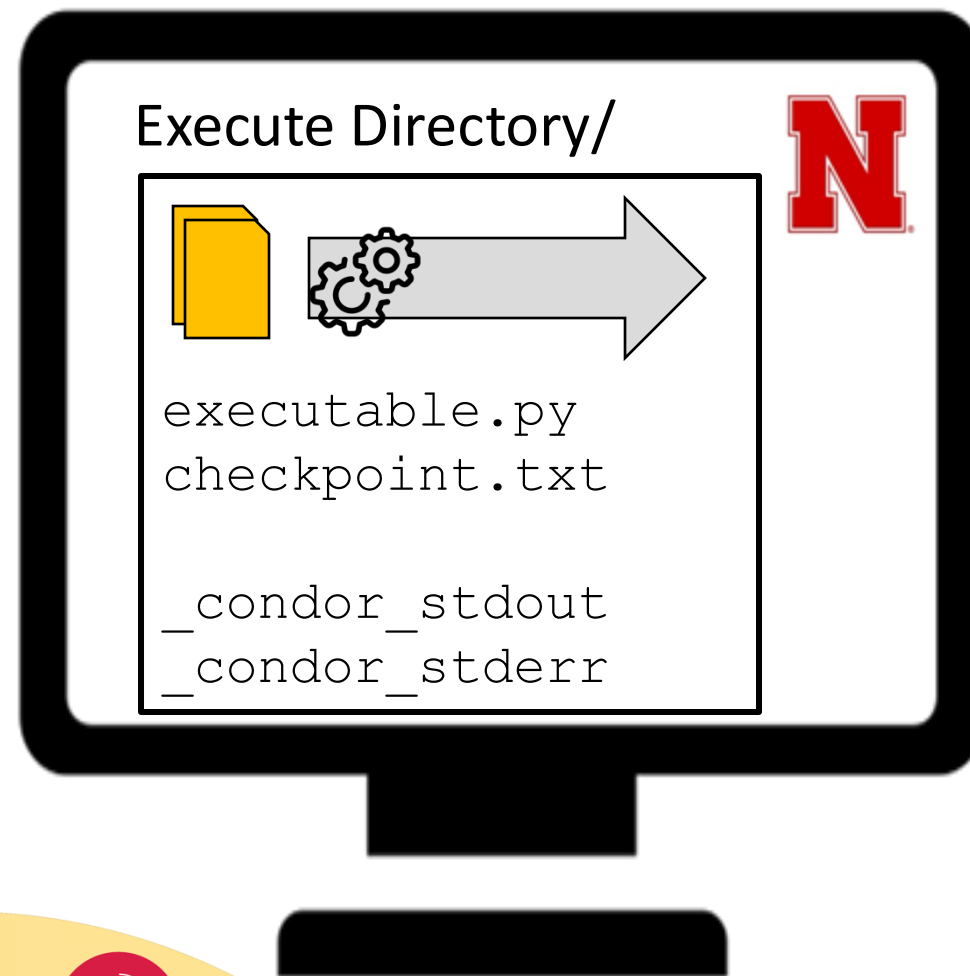 Execute Directory/
N
executable.py
checkpoint.txt
_condor_stdout
_condor_stderr